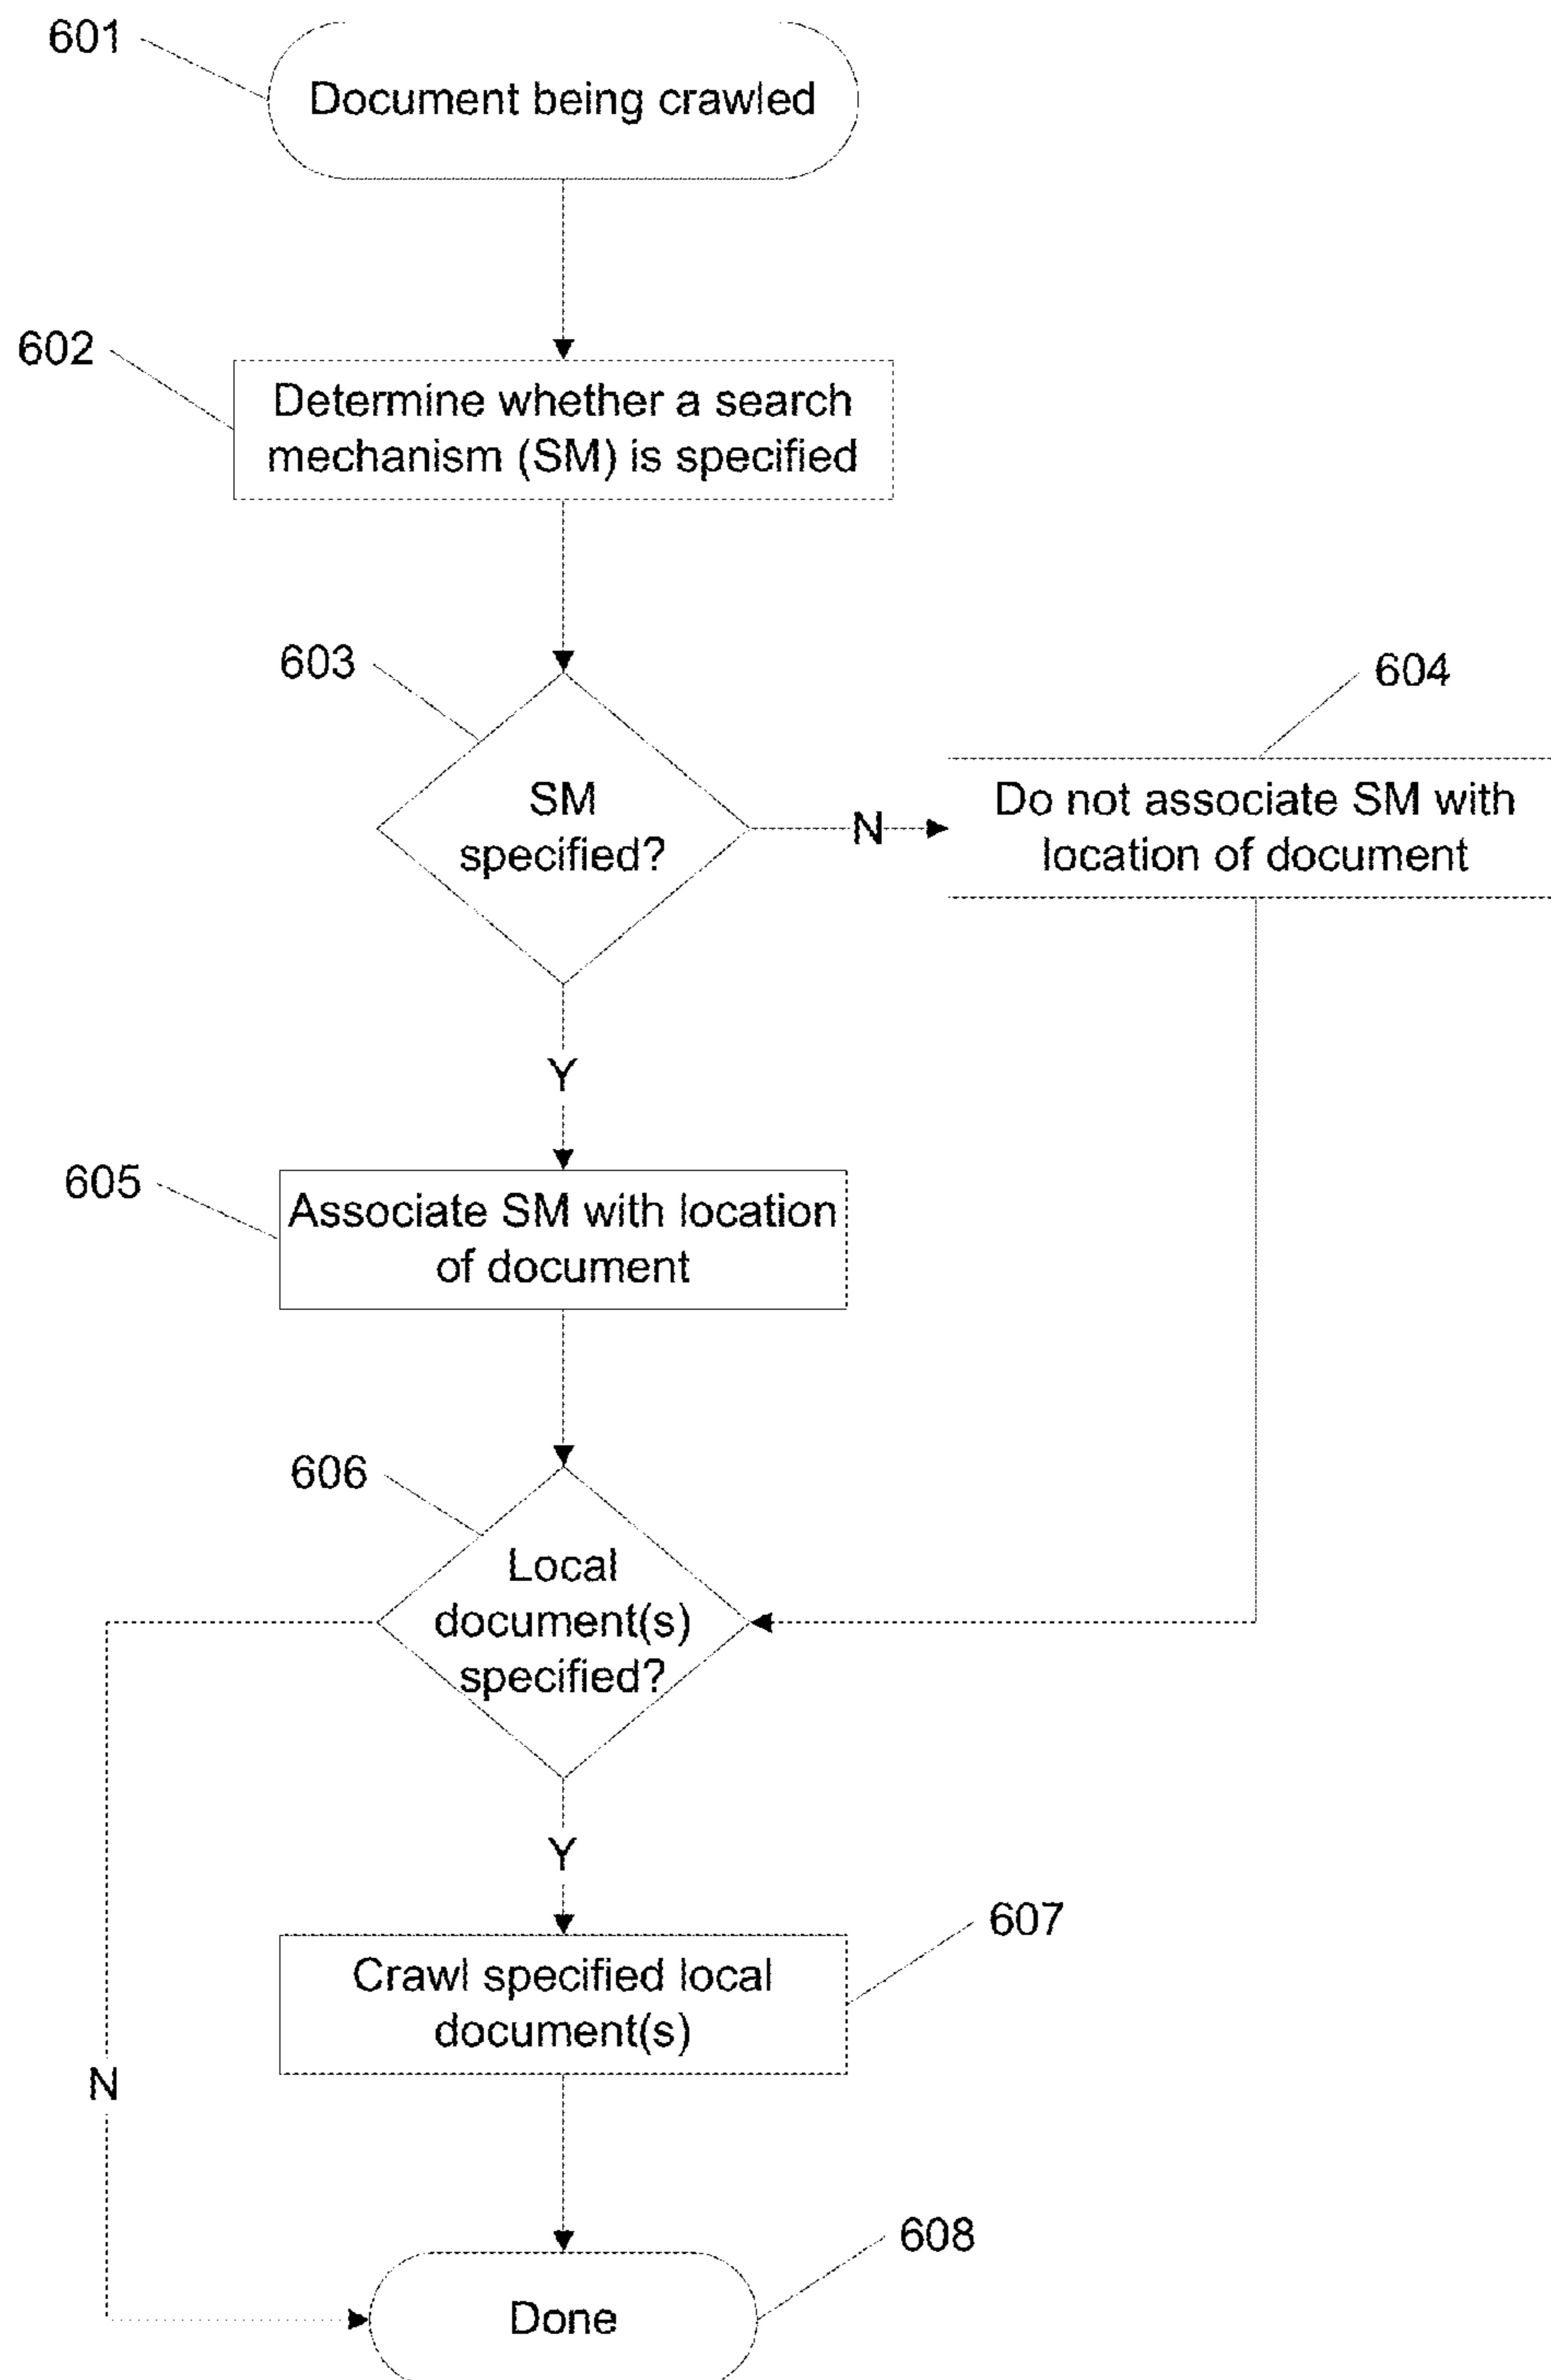 601
Document being crawled
602
Determine whether a search
mechanism (SM) is specified
603
SM
specified?
N
604
Do not associate SM with
location of document
Y
605
Associate SM with location
of document
606
Local
document(s)
specified?
Y
607
Crawl specified local
document(s)
N
608
Done